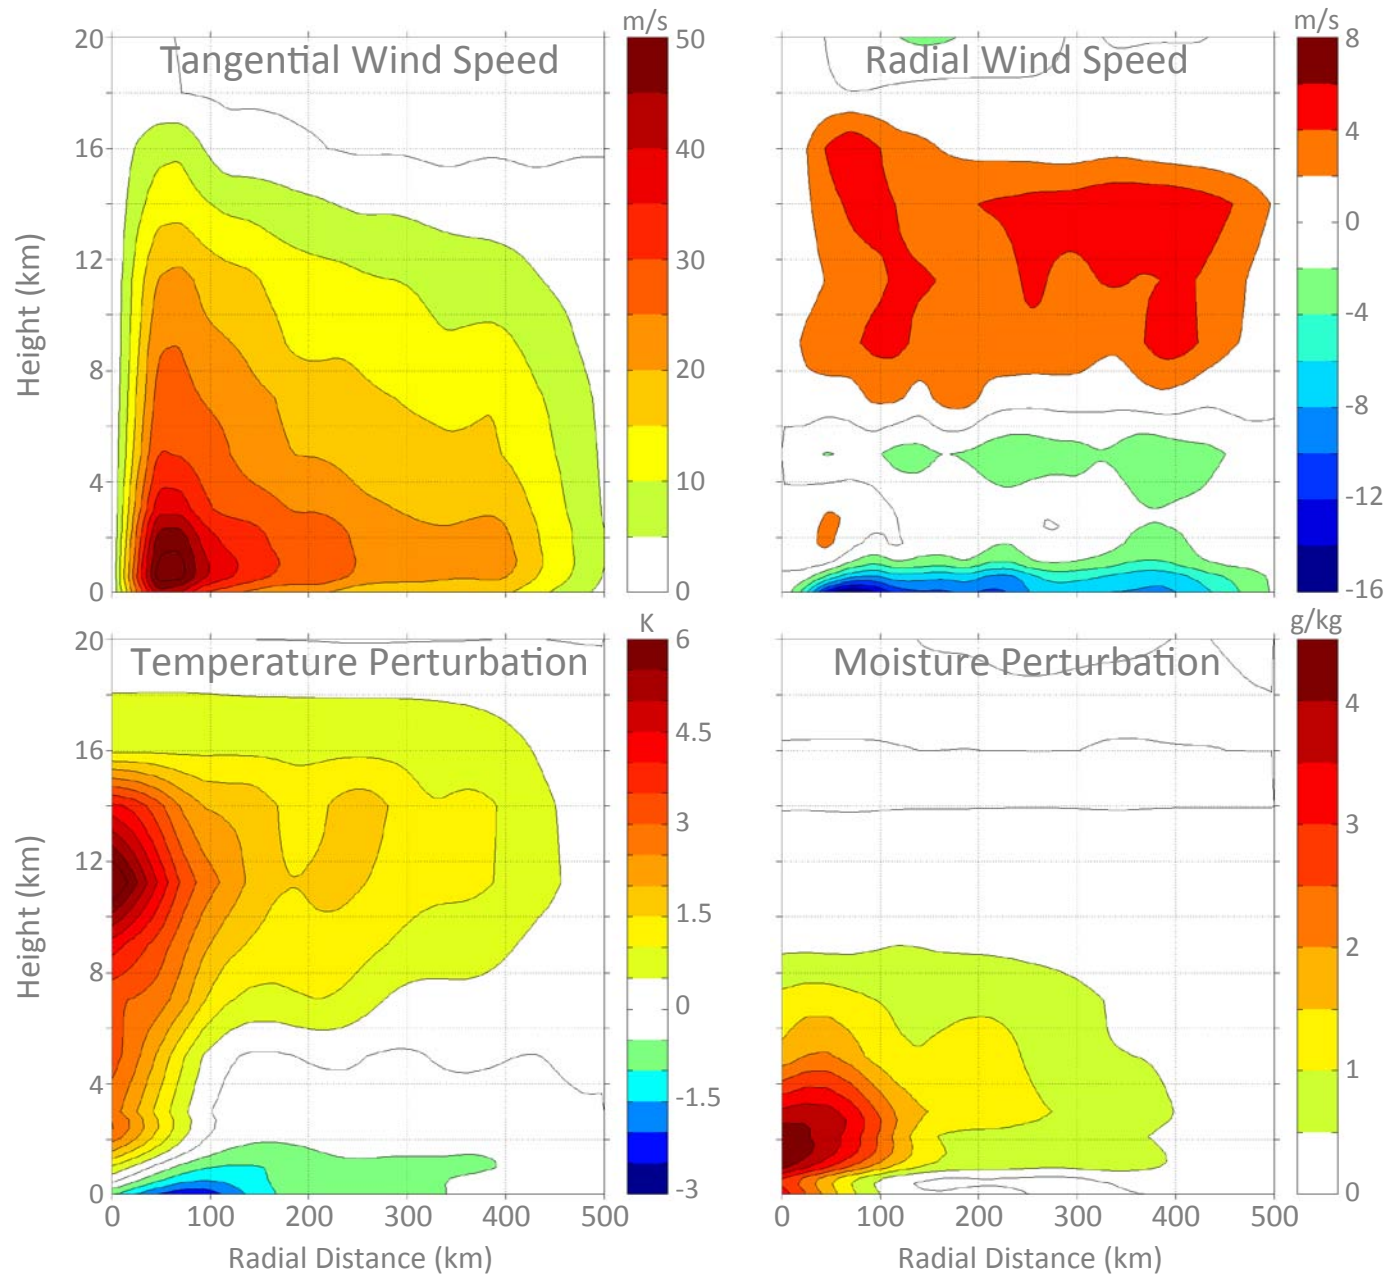 m/s
m/s
Tangential Wind Speed
Radial Wind Speed
Height (km)
20
16
12
8
4
0
50
40
30
20
10
0
8
4
0
-4
-8
-12
-16
K
g/kg
Temperature Perturbation
Moisture Perturbation
Height (km)
20
16
12
8
4
0
6
4.5
3
1.5
0
-1.5
-3
4
3
2
1
0
0 100 200 300 400 500
0 100 200 300 400 500
Radial Distance (km)
Radial Distance (km)